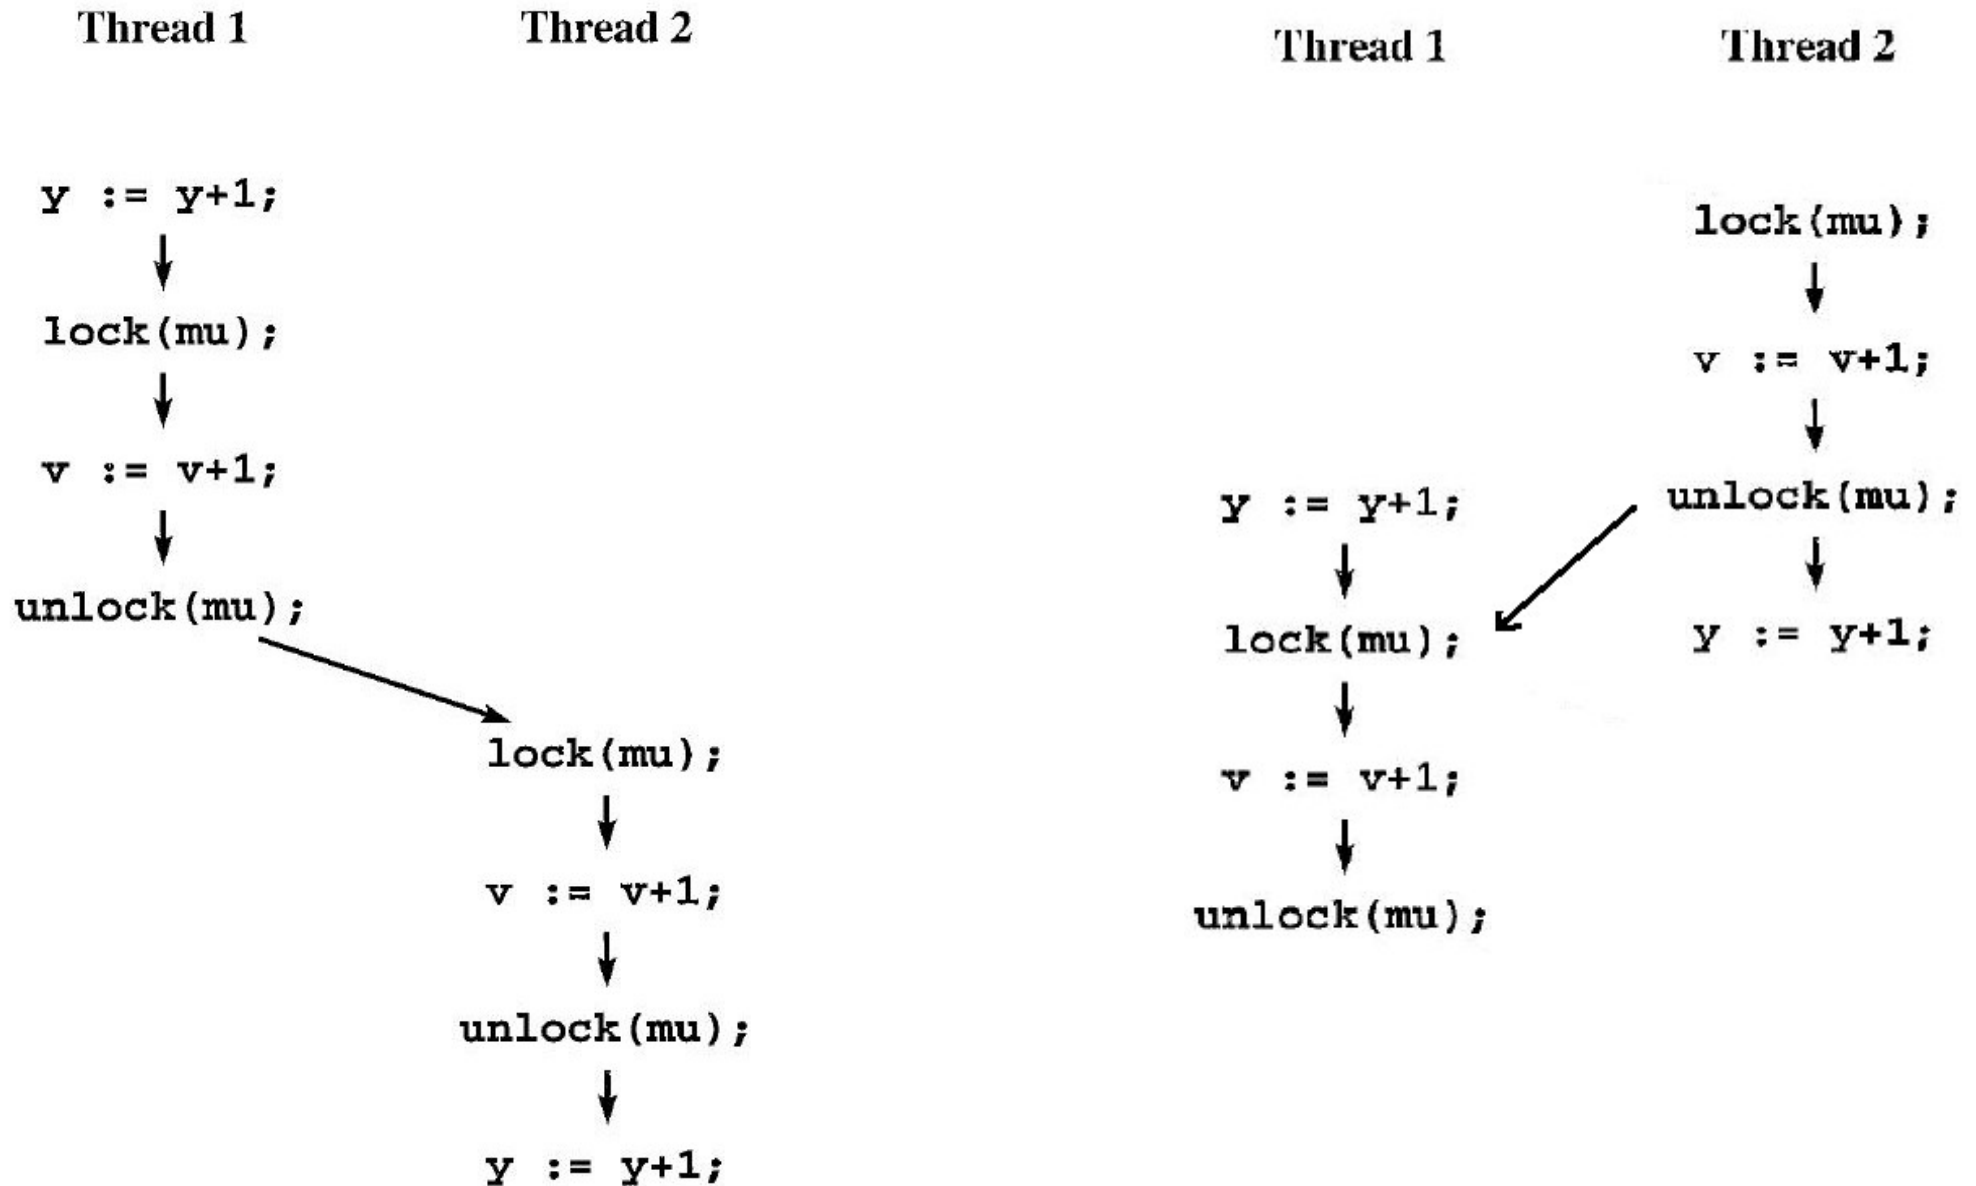 Thread 1
Thread 2
y := y+1;
lock(mu);
v := v+1;
unlock(mu);
lock(mu);
v := v+1;
unlock(mu);
y := y+1;
Thread 1
Thread 2
lock(mu);
v := v+1;
unlock(mu);
y := y+1;
y := y+1;
lock(mu);
v := v+1;
unlock(mu);